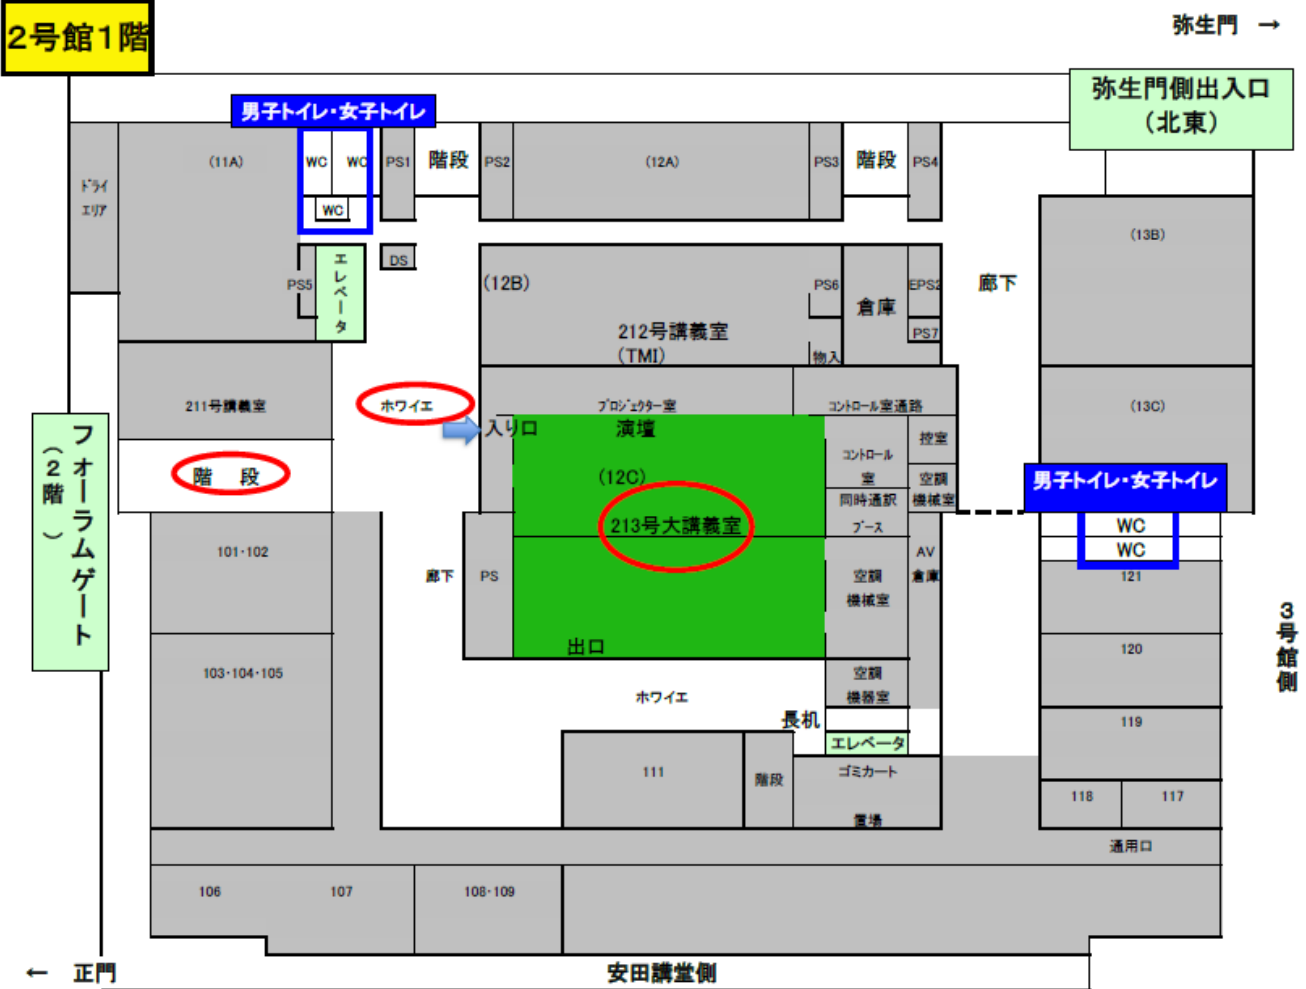 2号館1階
弥生門 →
弥生門側出入口
(北東)
男子トイレ・女子トイレ
ドライ
エリア
(11A)
WC
WC
WC
PS1
階段
PS2
(12A)
PS3
階段
PS4
(13B)
PS5
エレベータ
DS
(12B)
212号講義室
(TMI)
PS6
物入
倉庫
EPS2
PS7
廊下
211号講義室
ホワイエ
プロジェクター室
コントロール室通路
(13C)
入り口
演壇
(12C)
213号大講義室
出口
コントロール
室
控室
空調
機械室
同時通訳
ブース
AV
倉庫
空調
機械室
空調
機器室
フォーラムゲート
(2階)
階 段
101・102
103・104・105
廊下
PS
男子トイレ・女子トイレ
WC
WC
121
120
119
118
117
3号館側
ホワイエ
長机
エレベータ
111
階段
ゴミカート
置場
通用口
106
107
108・109
← 正門
安田講堂側